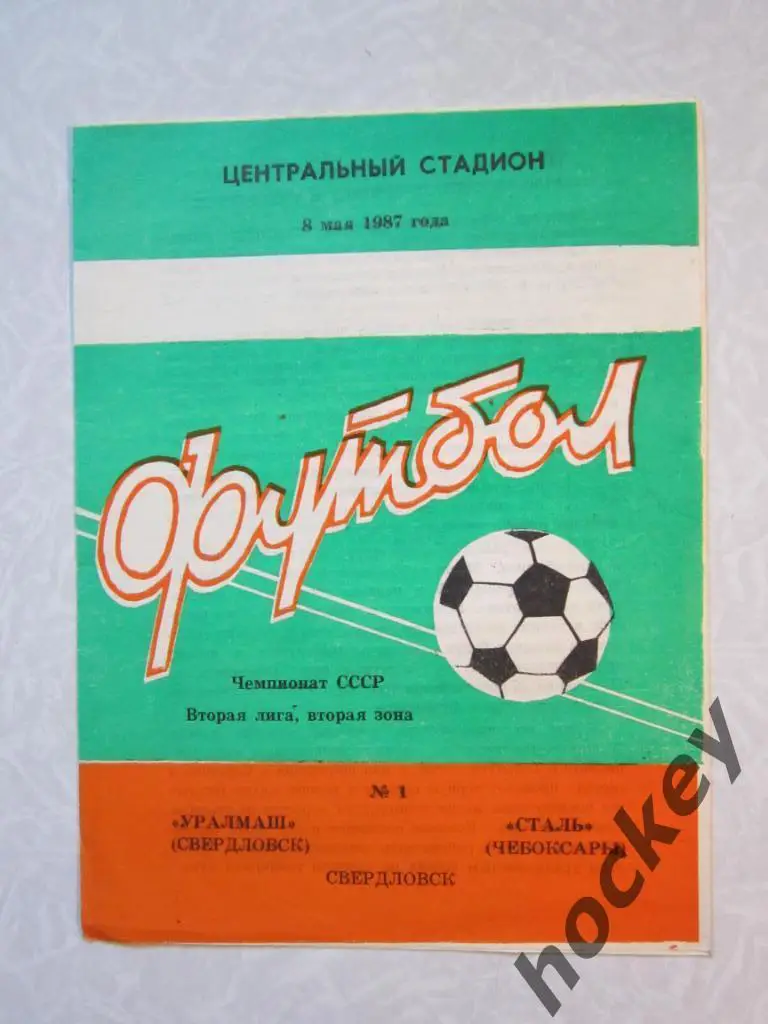 ЦЕНТРАЛЬНЫЙ СТАДИОН
8 мая 1987 года
Футбол
Чемпионат СССР
Вторая лига, вторая зона
№ 1
«УРАЛМАШ» «СТАЛЬ»
(СВЕРДЛОВСК) (ЧЕБОКСАРЫ)
СВЕРДЛОВСК
hockey